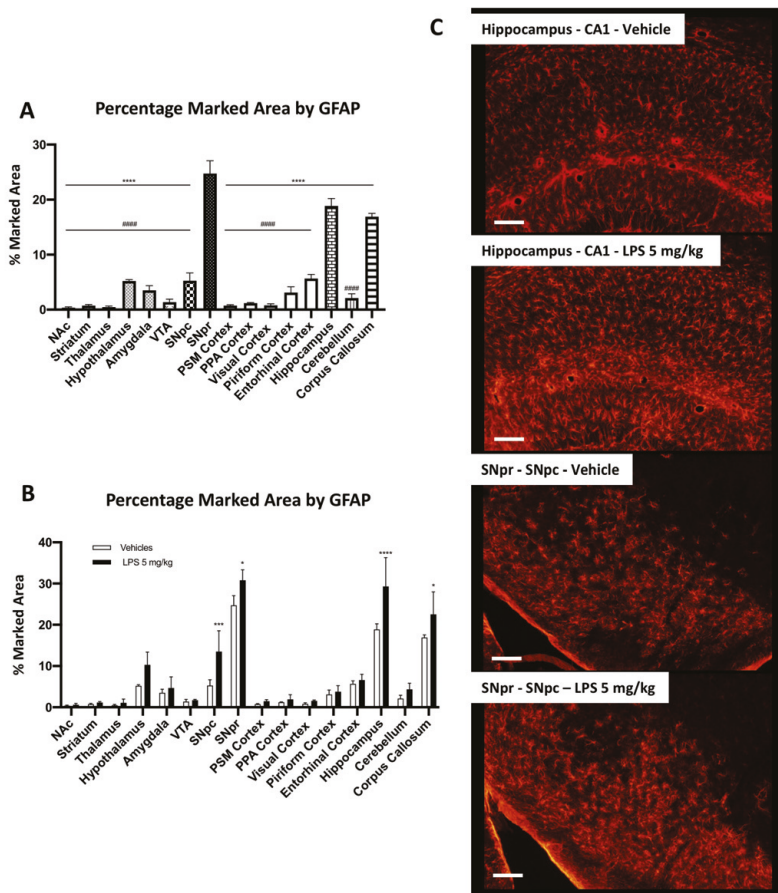 A
Percentage Marked Area by GFAP
% Marked Area
30
20
10
0
****
****
####
####
####
NAc
Striatum
Thalamus
Hypothalamus
Amygdala
VTA
SNpc
SNpr
PSM Cortex
PPA Cortex
Visual Cortex
Piriform Cortex
Entorhinal Cortex
Hippocampus
Cerebellum
Corpus Callosum
B
Percentage Marked Area by GFAP
% Marked Area
40
30
20
10
0
Vehicles
LPS 5 mg/kg
***
*
****
*
NAc
Striatum
Thalamus
Hypothalamus
Amygdala
VTA
SNpc
SNpr
PSM Cortex
PPA Cortex
Visual Cortex
Piriform Cortex
Entorhinal Cortex
Hippocampus
Cerebellum
Corpus Callosum
C
Hippocampus - CA1 - Vehicle
Hippocampus - CA1 - LPS 5 mg/kg
SNpr - SNpc - Vehicle
SNpr - SNpc – LPS 5 mg/kg